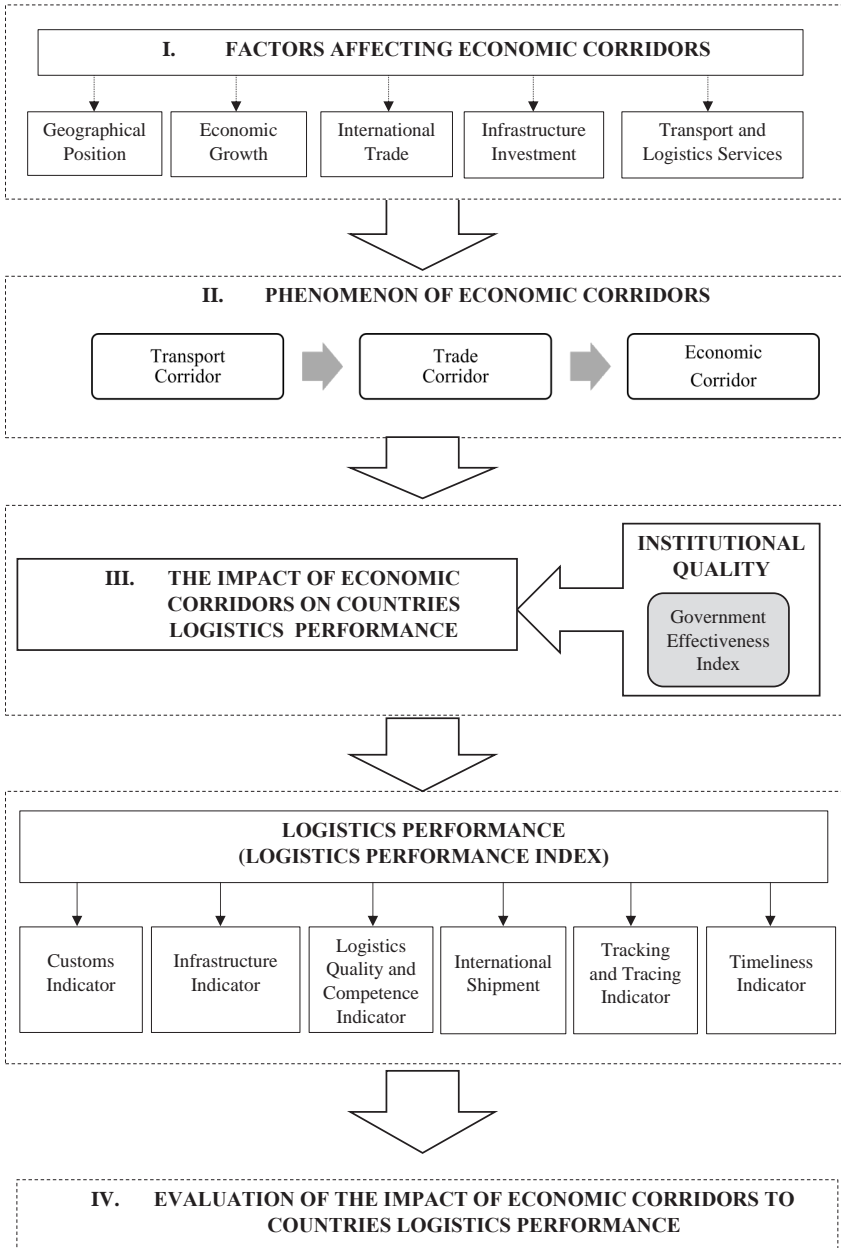 I. FACTORS AFFECTING ECONOMIC CORRIDORS
Geographical
Position
Economic
Growth
International
Trade
Infrastructure
Investment
Transport and
Logistics Services
II. PHENOMENON OF ECONOMIC CORRIDORS
Transport
Corridor
Trade
Corridor
Economic
Corridor
III. THE IMPACT OF ECONOMIC
CORRIDORS ON COUNTRIES
LOGISTICS PERFORMANCE
INSTITUTIONAL
QUALITY
Government
Effectiveness
Index
LOGISTICS PERFORMANCE
(LOGISTICS PERFORMANCE INDEX)
Customs
Indicator
Infrastructure
Indicator
Logistics
Quality and
Competence
Indicator
International
Shipment
Tracking
and Tracing
Indicator
Timeliness
Indicator
IV. EVALUATION OF THE IMPACT OF ECONOMIC CORRIDORS TO
COUNTRIES LOGISTICS PERFORMANCE